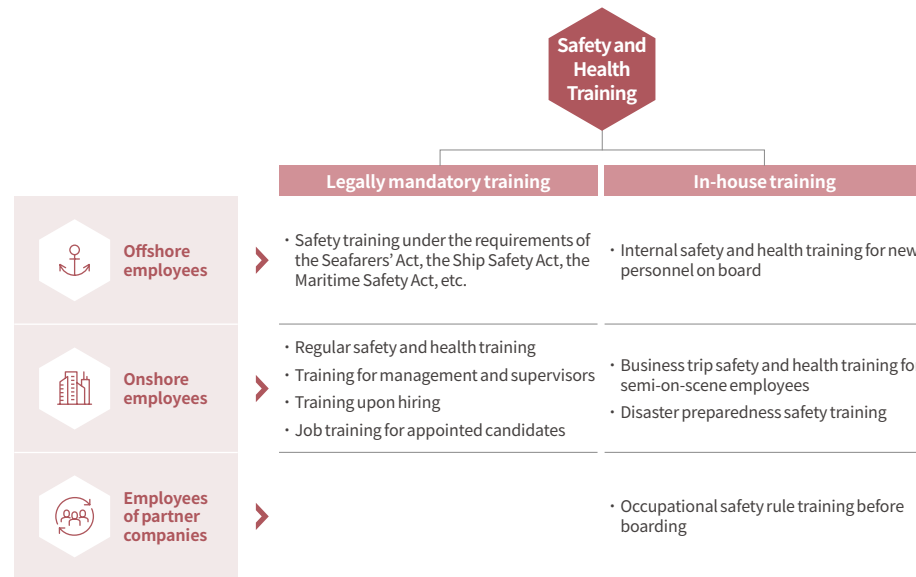 Safety and
Health
Training
Legally mandatory training
In-house training
Offshore
employees
· Safety training under the requirements of
the Seafarers' Act, the Ship Safety Act, the
Maritime Safety Act, etc.
· Internal safety and health training for new
personnel on board
Onshore
employees
· Regular safety and health training
· Training for management and supervisors
· Training upon hiring
· Job training for appointed candidates
· Business trip safety and health training for
semi-on-scene employees
· Disaster preparedness safety training
Employees
of partner
companies
· Occupational safety rule training before
boarding